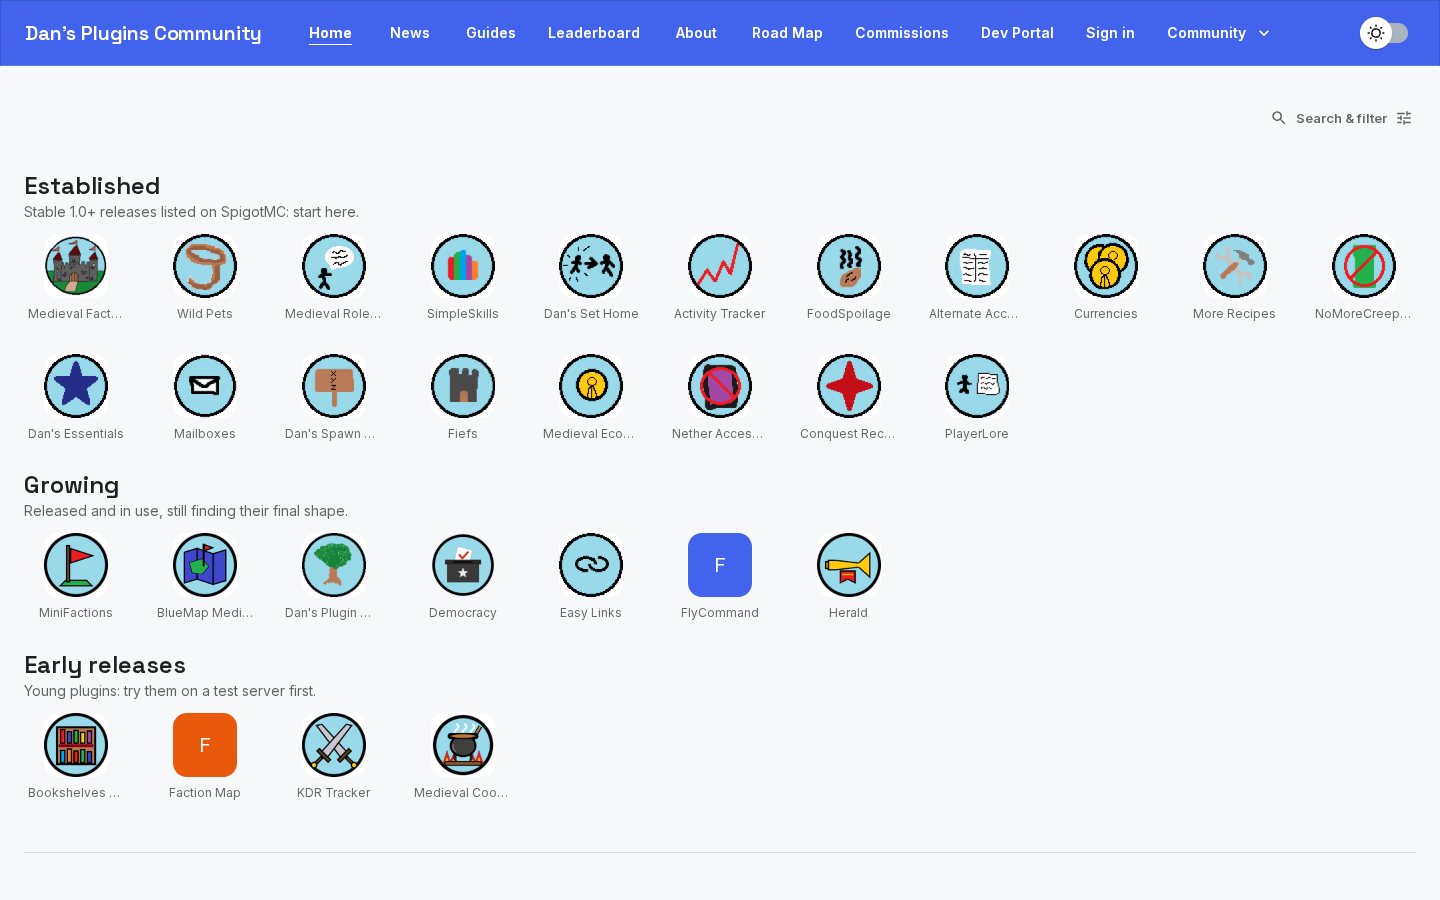 Dan's Plugins Community
Home
News
Guides
Leaderboard
About
Road Map
Commissions
Dev Portal
Sign in
Community
Search & filter
Established
Stable 1.0+ releases listed on SpigotMC: start here.
Medieval Fact…
Wild Pets
Medieval Role…
SimpleSkills
Dan's Set Home
Activity Tracker
FoodSpoilage
Alternate Acc…
Currencies
More Recipes
NoMoreCreep…
X
Y
Z
Dan's Essentials
Mailboxes
Dan's Spawn …
Fiefs
Medieval Eco…
Nether Acces…
Conquest Rec…
PlayerLore
Growing
Released and in use, still finding their final shape.
F
MiniFactions
BlueMap Medi…
Dan's Plugin …
Democracy
Easy Links
FlyCommand
Herald
Early releases
Young plugins: try them on a test server first.
F
Bookshelves …
Faction Map
KDR Tracker
Medieval Coo…